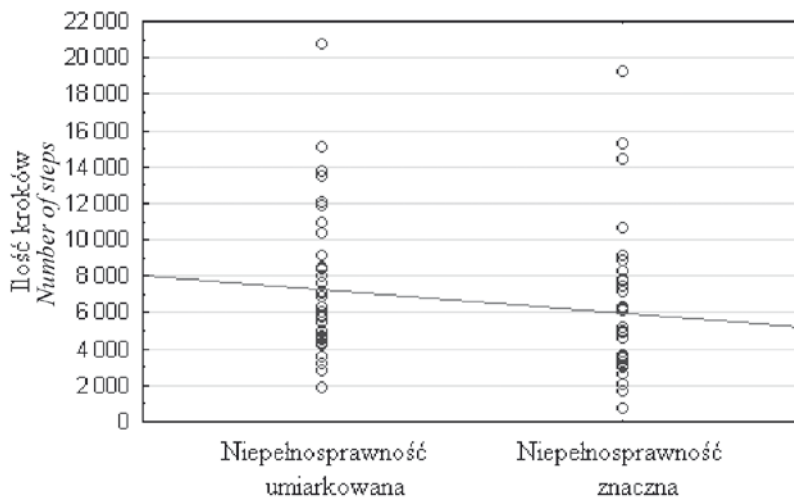 22 000
20 000
18 000
16 000
14 000
12 000
10 000
8 000
6 000
4 000
2 000
0
Ilość kroków
Number of steps
Niepełnosprawność
umiarkowana
Niepełnosprawność
znaczna